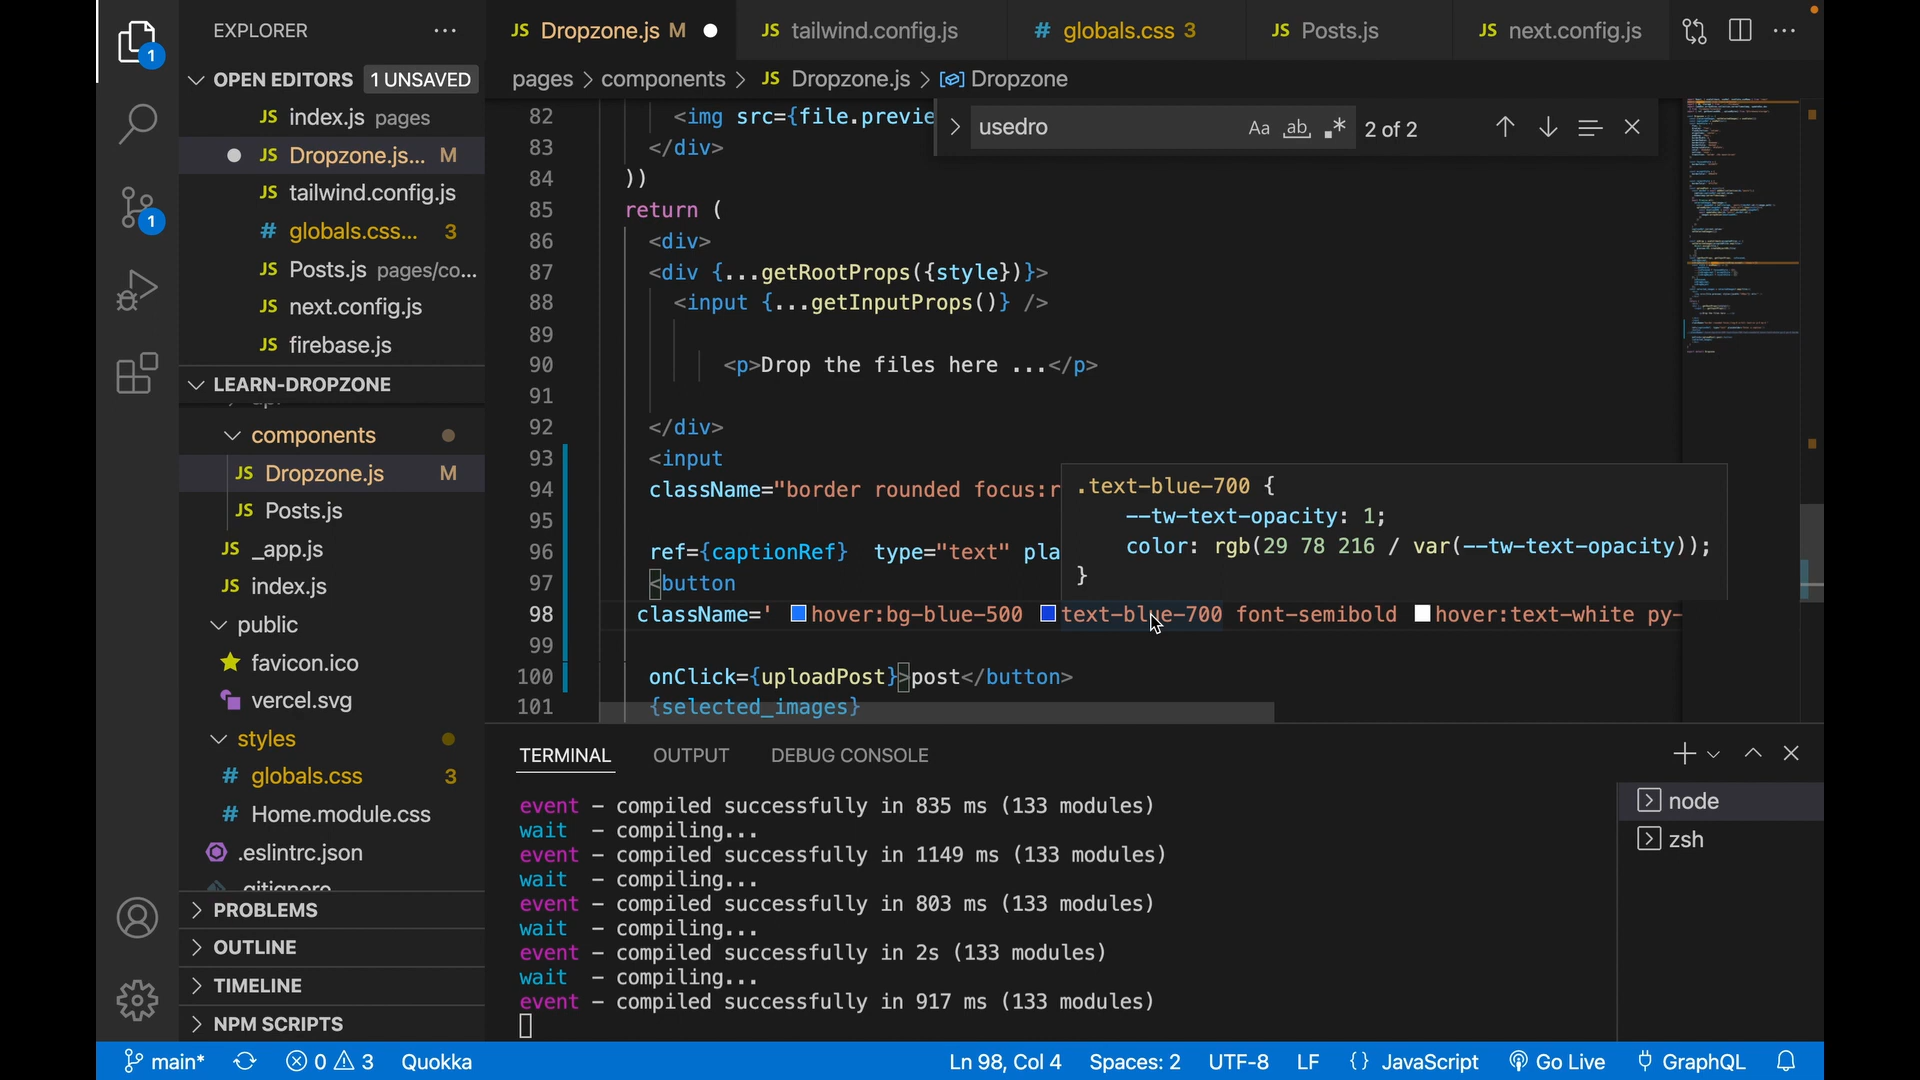 EXPLORER
OPEN EDITORS 1 UNSAVED
JS index.js pages
JS Dropzone.js... M
JS tailwind.config.js
# globals.css... 3
JS Posts.js pages/co...
JS next.config.js
JS firebase.js
LEARN-DROPZONE
components
JS Dropzone.js M
JS Posts.js
JS _app.js
JS index.js
public
favicon.ico
vercel.svg
styles
# globals.css 3
# Home.module.css
.eslintrc.json
.gitignore
PROBLEMS
OUTLINE
TIMELINE
NPM SCRIPTS
1
1
JS Dropzone.js M
JS tailwind.config.js
# globals.css 3
JS Posts.js
JS next.config.js
pages > components > JS Dropzone.js > Dropzone
usedro Aa ab 2 of 2
82 <img src={file.previe
83 </div>
84 ))
85 return (
86 <div>
87 <div {...getRootProps({style})}>
88 <input {...getInputProps()} />
89
90 <p>Drop the files here ...</p>
91
92 </div>
93 <input
94 className="border rounded focus:r
95
96 ref={captionRef} type="text" pla
97 <button
98 className=' hover:bg-blue-500 text-blue-700 font-semibold hover:text-white py-
99
100 onClick={uploadPost}>post</button>
101 {selected_images}
.text-blue-700 {
--tw-text-opacity: 1;
color: rgb(29 78 216 / var(--tw-text-opacity));
}
TERMINAL OUTPUT DEBUG CONSOLE
event - compiled successfully in 835 ms (133 modules)
wait - compiling...
event - compiled successfully in 1149 ms (133 modules)
wait - compiling...
event - compiled successfully in 803 ms (133 modules)
wait - compiling...
event - compiled successfully in 2s (133 modules)
wait - compiling...
event - compiled successfully in 917 ms (133 modules)
node
zsh
main* 0 3 Quokka Ln 98, Col 4 Spaces: 2 UTF-8 LF {} JavaScript Go Live GraphQL